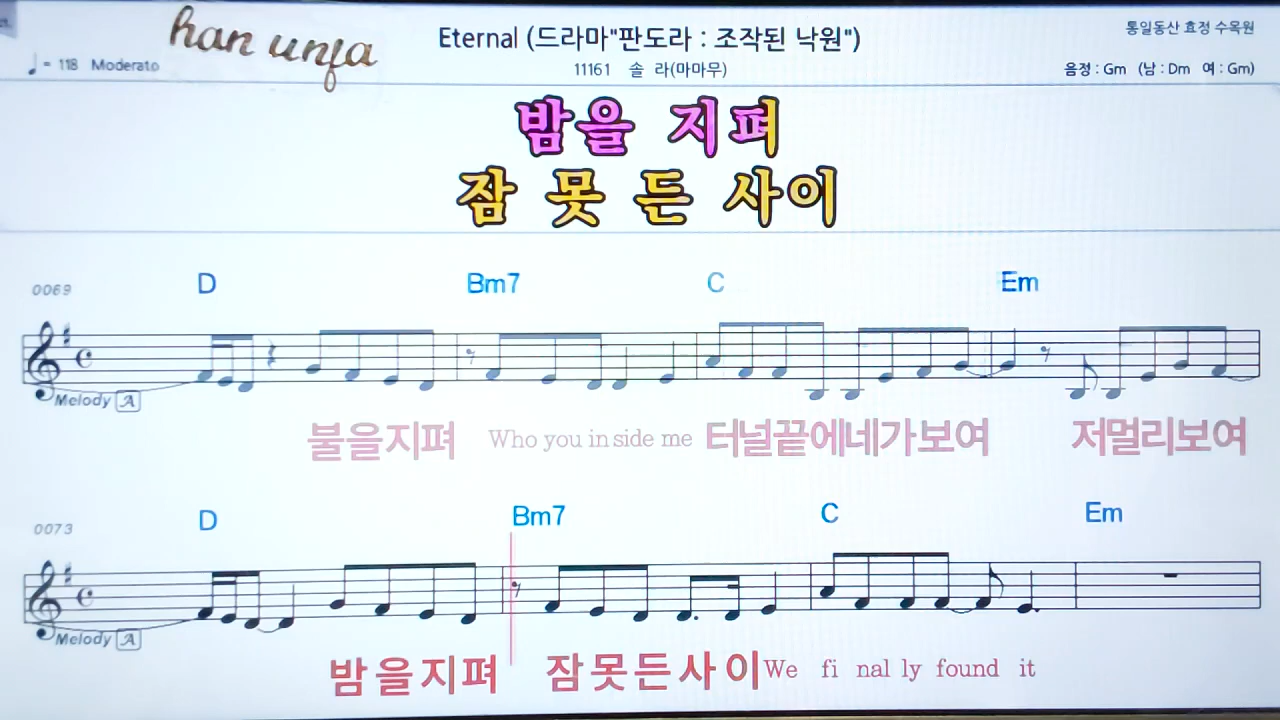 han unfa
Eternal (드라마"판도라 : 조작된 낙원")
통일동산 효정 수목원
♩= 118 Moderato
11161 솔 라(마마무)
음정 : Gm (남 : Dm 여 : Gm)
밤을 지펴
잠 못 든 사이
0069 D Bm7 C Em
Melody A
불을지펴 Who you in side me 터널끝에네가보여 저멀리보여
0073 D Bm7 C Em
Melody A
밤을지펴 잠못든사이 We fi nal ly found it